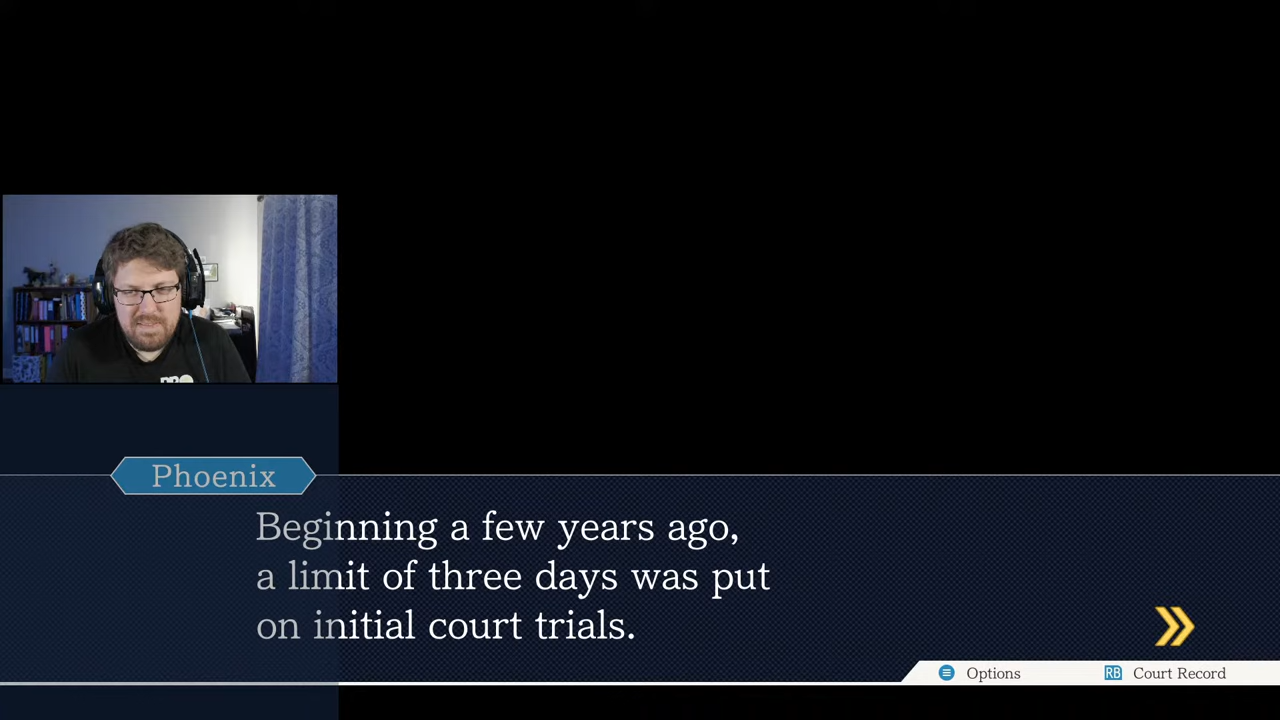 Phoenix
Beginning a few years ago,
a limit of three days was put
on initial court trials.
Options
RB Court Record